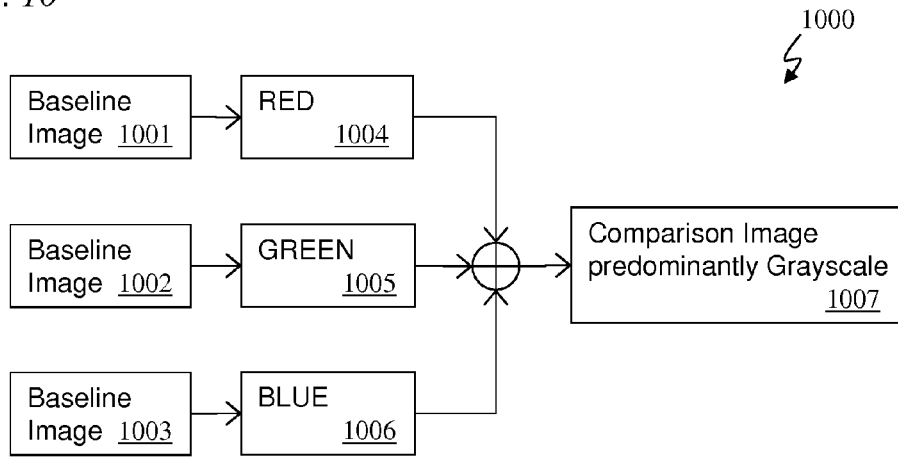 . 10
1000
Baseline
Image 1001
RED
1004
Baseline
Image 1002
GREEN
1005
Comparison Image
predominantly Grayscale
1007
Baseline
Image 1003
BLUE
1006